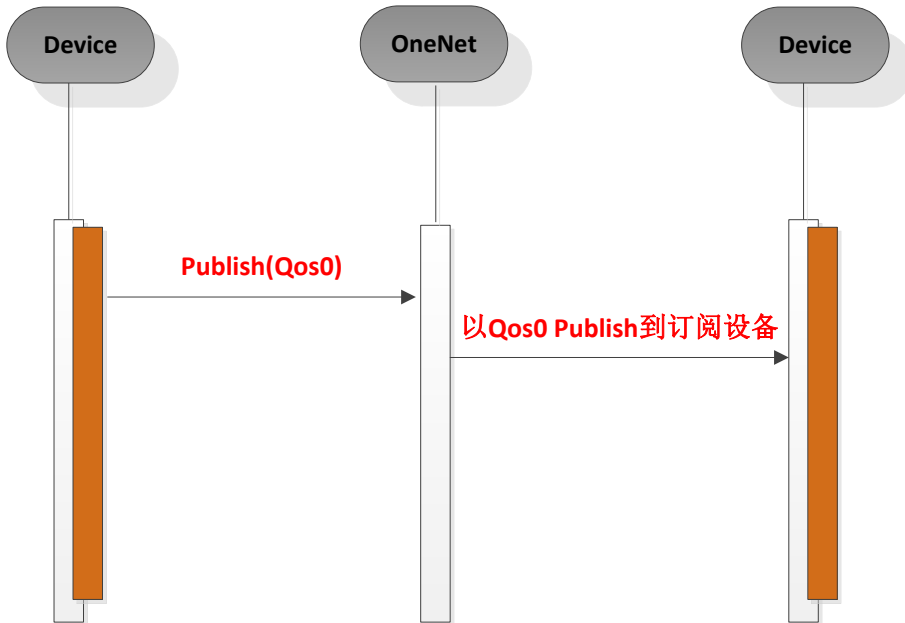 Device
OneNet
Device
Publish(Qos0)
以Qos0 Publish到订阅设备